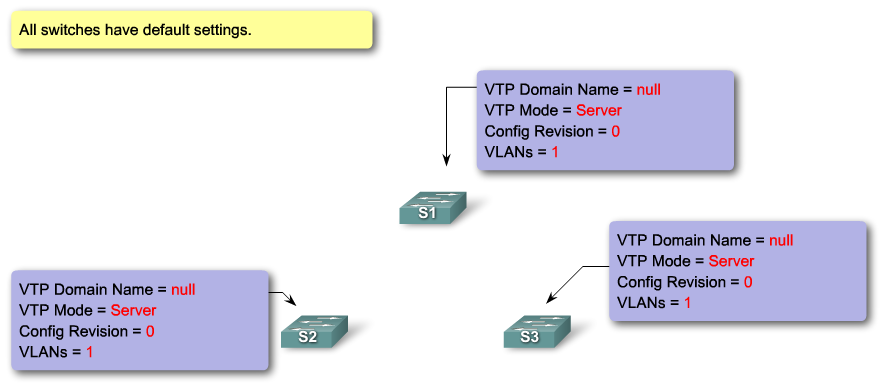 All switches have default settings.
VTP Domain Name = null
VTP Mode = Server
Config Revision = 0
VLANs = 1
S1
VTP Domain Name = null
VTP Mode = Server
Config Revision = 0
VLANs = 1
VTP Domain Name = null
VTP Mode = Server
Config Revision = 0
VLANs = 1
S2
S3